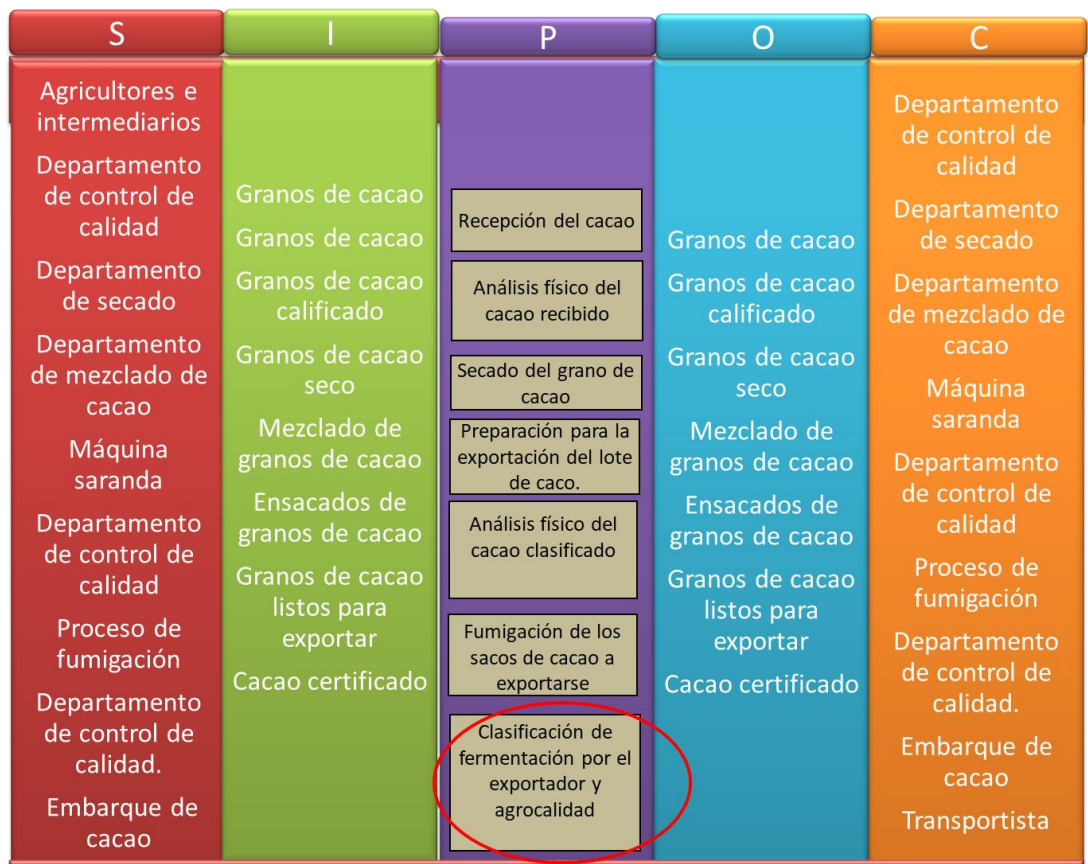 S
I
P
O
C
Agricultores e
intermediarios
Departamento
de control de
calidad
Departamento
de secado
Departamento
de mezclado de
cacao
Máquina
saranda
Departamento
de control de
calidad
Proceso de
fumigación
Departamento
de control de
calidad.
Embarque de
cacao
Granos de cacao
Granos de cacao
Granos de cacao
calificado
Granos de cacao
seco
Mezclado de
granos de cacao
Ensacados de
granos de cacao
Granos de cacao
listos para
exportar
Cacao certificado
Recepción del cacao
Análisis físico del
cacao recibido
Secado del grano de
cacao
Preparación para la
exportación del lote
de caco.
Análisis físico del
cacao clasificado
Fumigación de los
sacos de cacao a
exportarse
Clasificación de
fermentación por el
exportador y
agrocalidad
Granos de cacao
Granos de cacao
calificado
Granos de cacao
seco
Mezclado de
granos de cacao
Ensacados de
granos de cacao
Granos de cacao
listos para
exportar
Cacao certificado
Departamento
de control de
calidad
Departamento
de secado
Departamento
de mezclado de
cacao
Máquina
saranda
Departamento
de control de
calidad
Proceso de
fumigación
Departamento
de control de
calidad.
Embarque de
cacao
Transportista